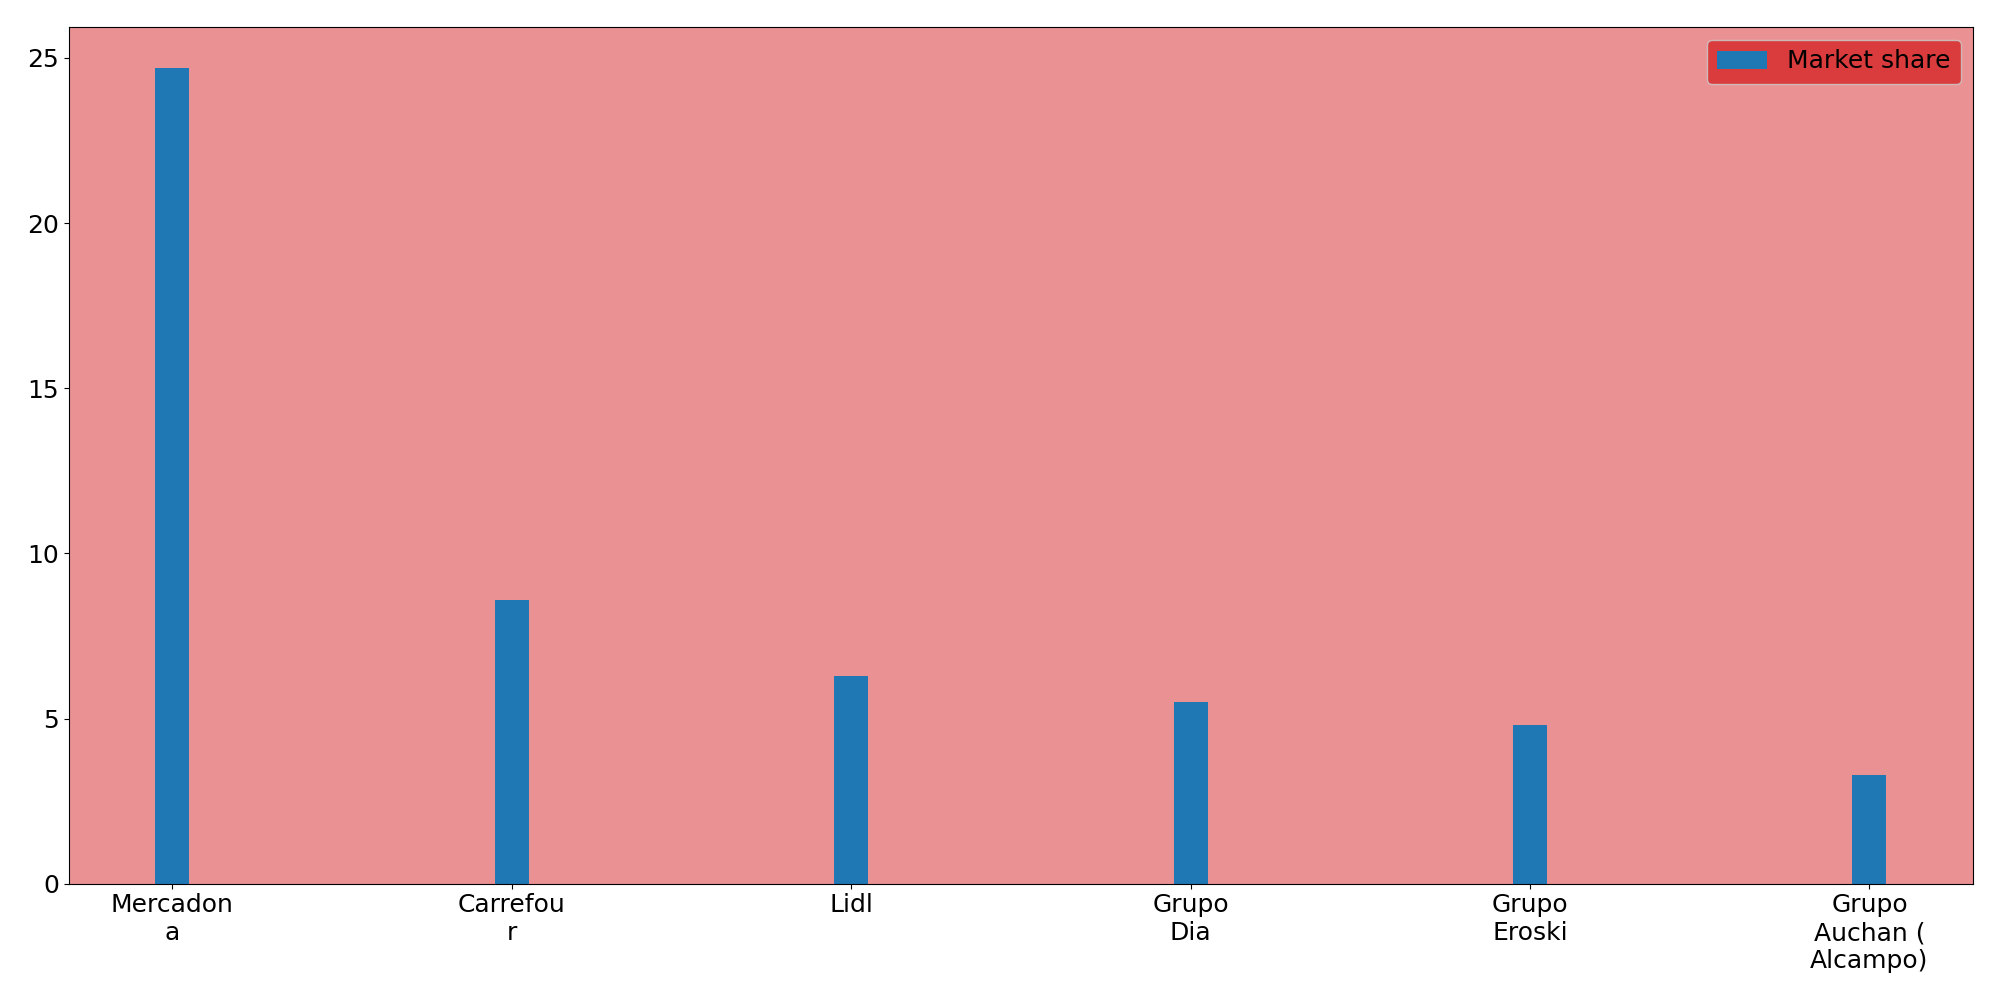 25
20
15
10
5
0
Market share
Mercadon
a
Carrefou
r
Lidl
Grupo
Dia
Grupo
Eroski
Grupo
Auchan (
Alcampo)